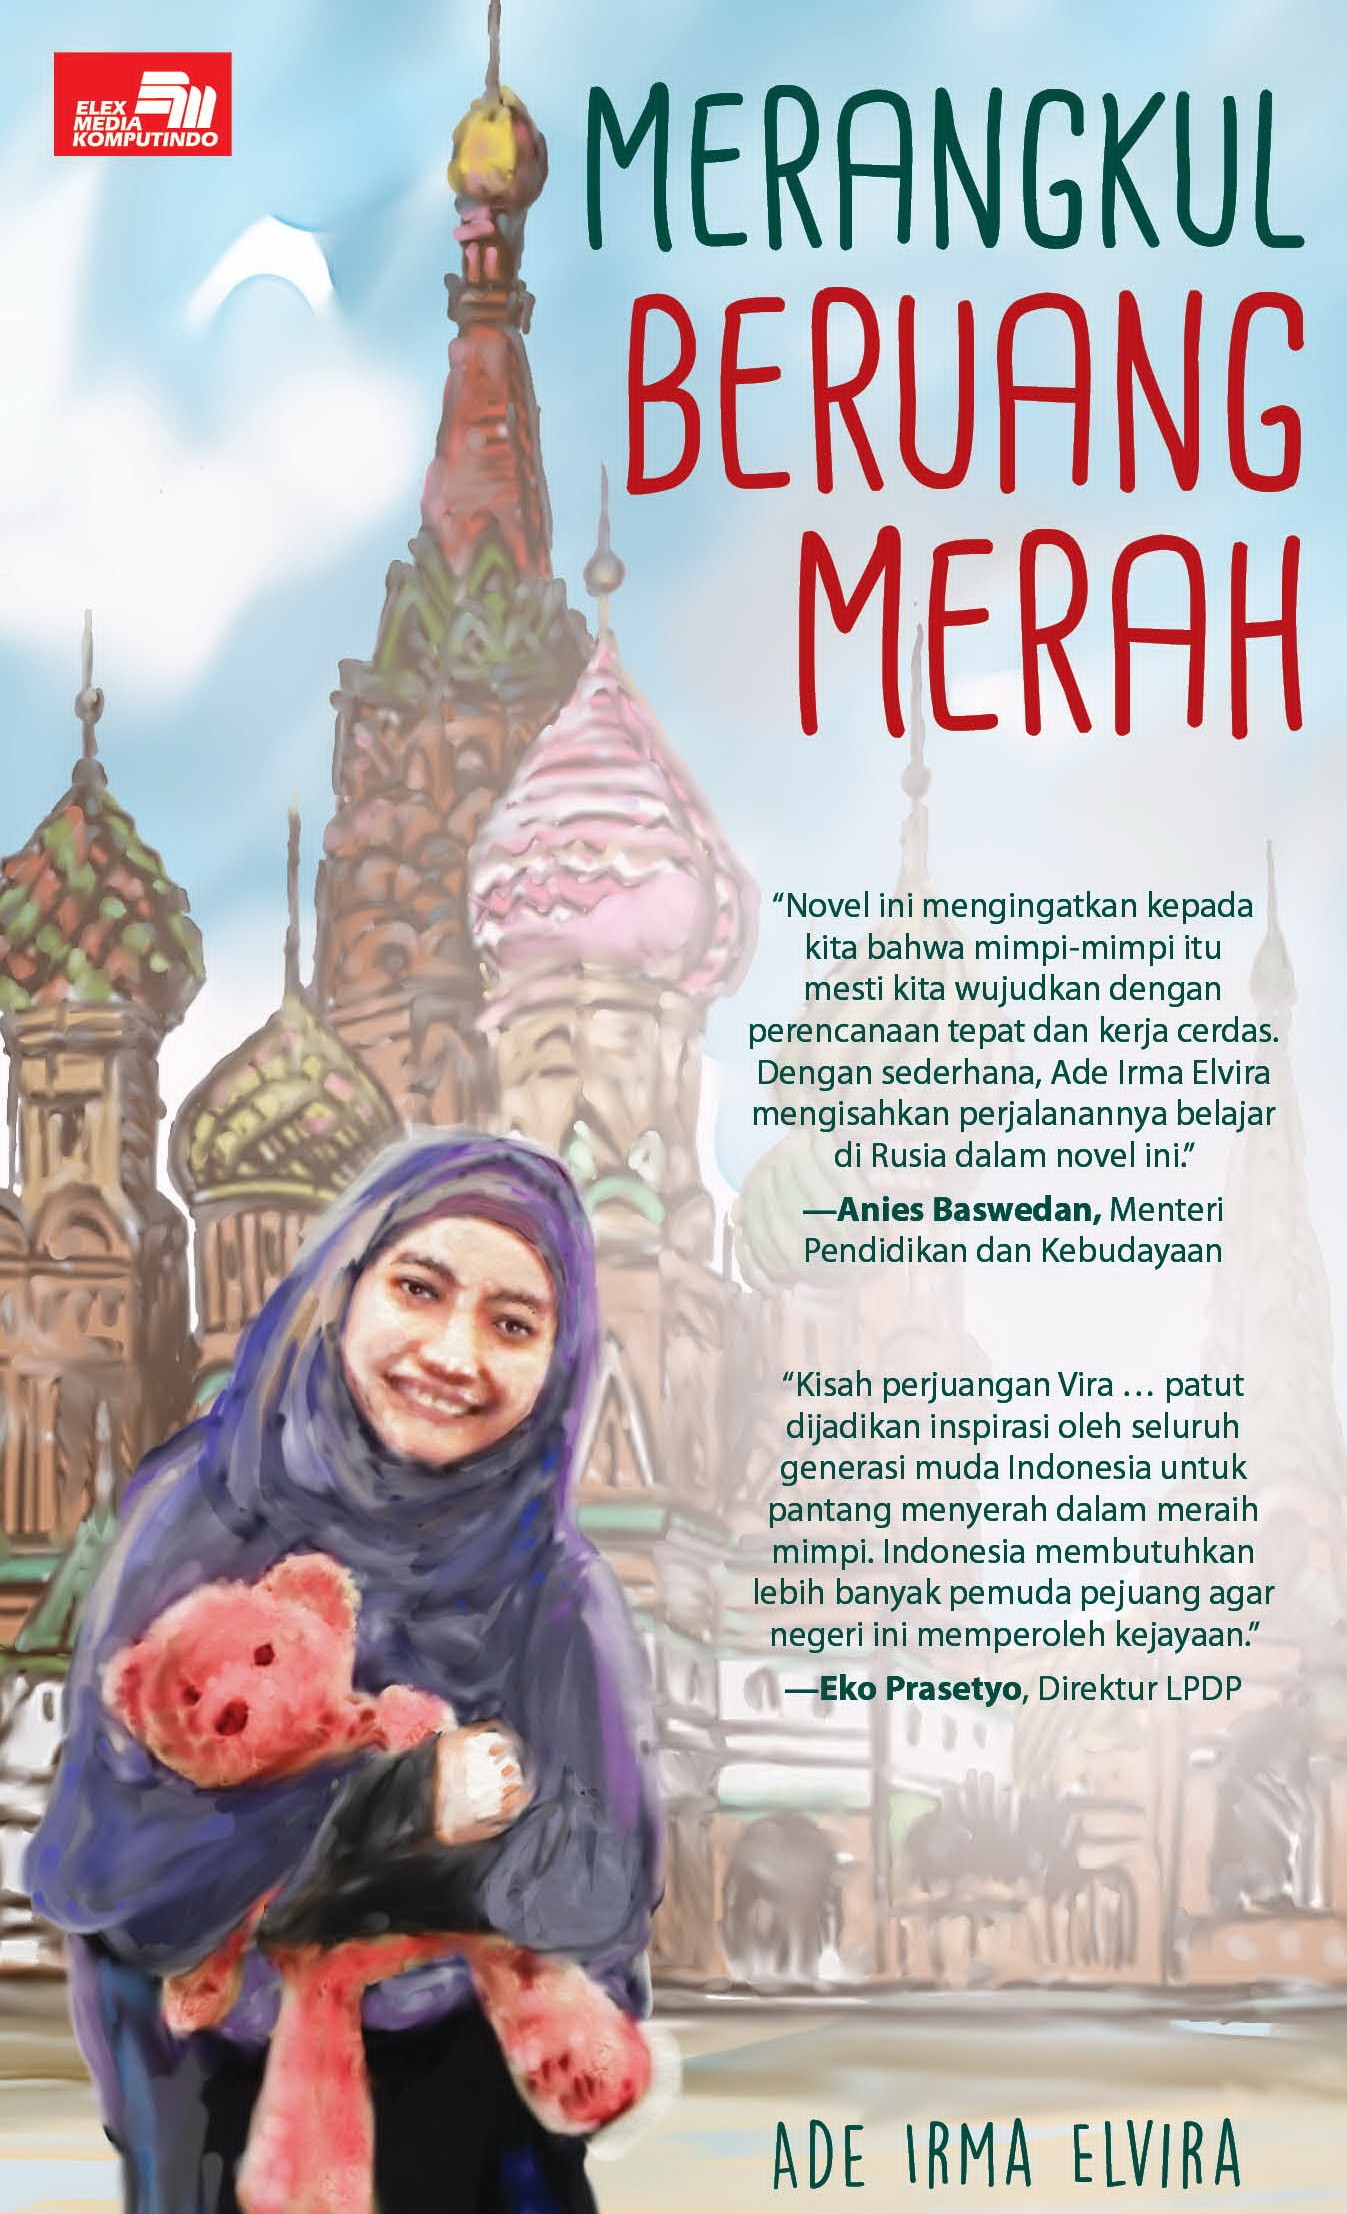 ELEX
MEDIA
KOMPUTINDO
MERANGKUL
BERUANG
MERAH
“Novel ini mengingatkan kepada
kita bahwa mimpi-mimpi itu
mesti kita wujudkan dengan
perencanaan tepat dan kerja cerdas.
Dengan sederhana, Ade Irma Elvira
mengisahkan perjalanannya belajar
di Rusia dalam novel ini.”
—Anies Baswedan, Menteri
Pendidikan dan Kebudayaan
“Kisah perjuangan Vira … patut
dijadikan inspirasi oleh seluruh
generasi muda Indonesia untuk
pantang menyerah dalam meraih
mimpi. Indonesia membutuhkan
lebih banyak pemuda pejuang agar
negeri ini memperoleh kejayaan.”
—Eko Prasetyo, Direktur LPDP
ADE IRMA ELVIRA